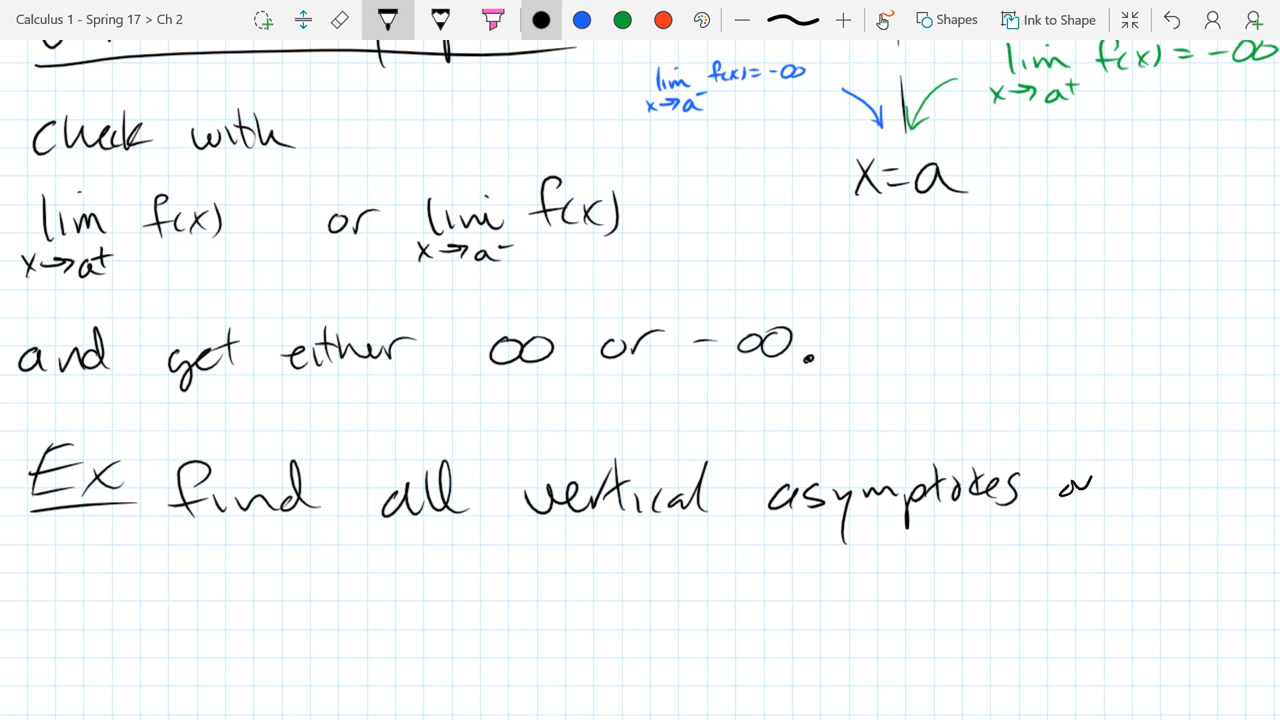 Calculus 1 - Spring 17 > Ch 2
Shapes
Ink to Shape
lim f(x) = -∞
x→a⁻
lim f(x) = -∞
x→a⁺
x=a
check with
lim f(x) or lim f(x)
x→a⁺ x→a⁻
and get either ∞ or -∞.
Ex find all vertical asymptotes